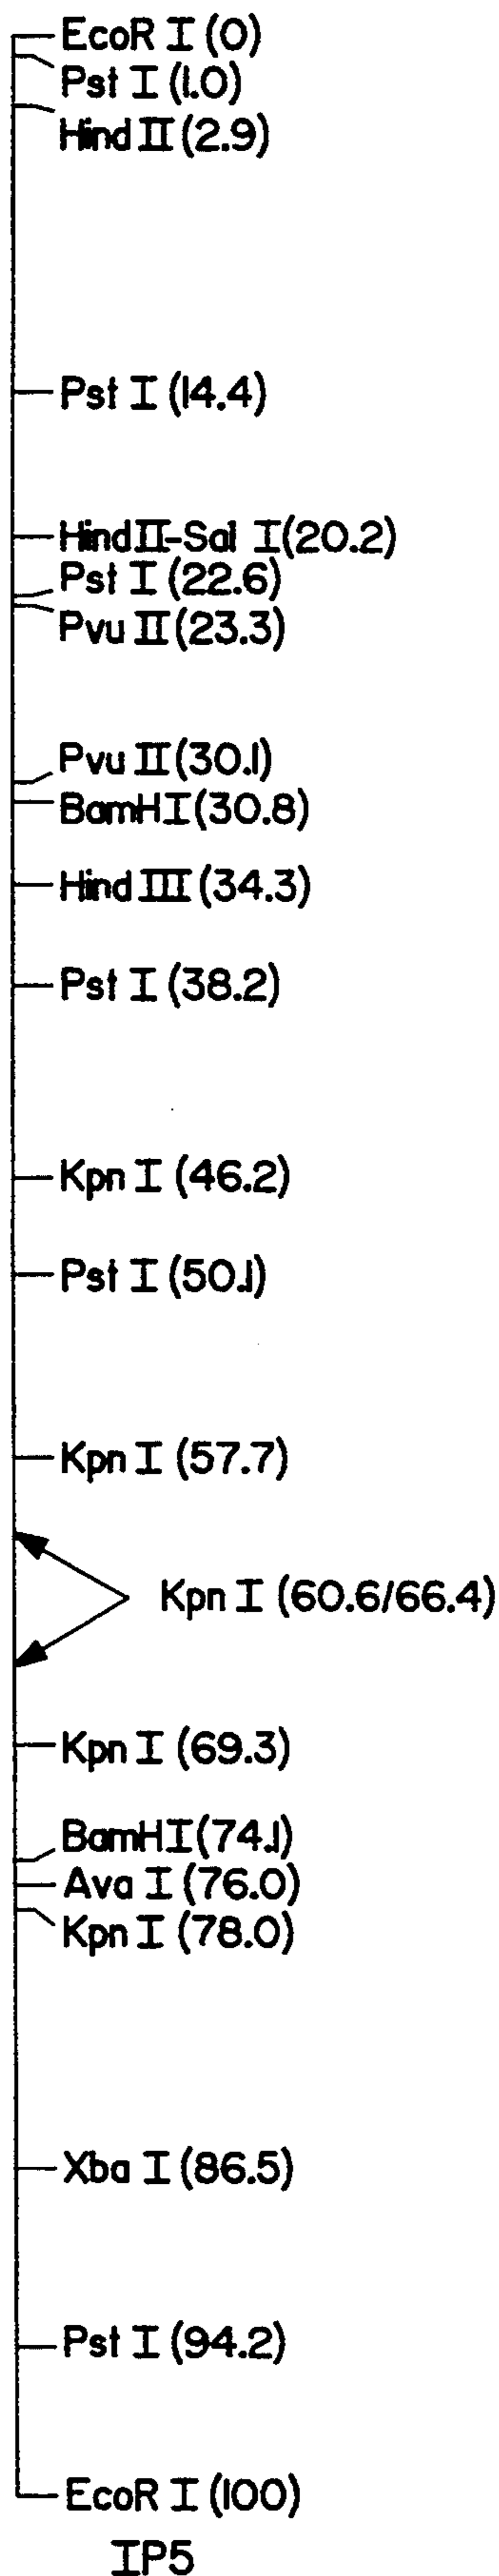 EcoR I (0)
Pst I (1.0)
Hind II (2.9)
Pst I (14.4)
Hind II-Sal I (20.2)
Pst I (22.6)
Pvu II (23.3)
Pvu II (30.1)
BamH I (30.8)
Hind III (34.3)
Pst I (38.2)
Kpn I (46.2)
Pst I (50.1)
Kpn I (57.7)
Kpn I (60.6/66.4)
Kpn I (69.3)
BamH I (74.1)
Ava I (76.0)
Kpn I (78.0)
Xba I (86.5)
Pst I (94.2)
EcoR I (100)
IP5